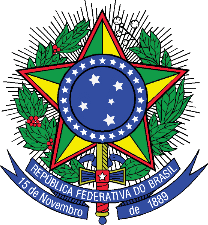 REPÚBLICA FEDERATIVA DO BRASIL
15 de Novembro de 1889